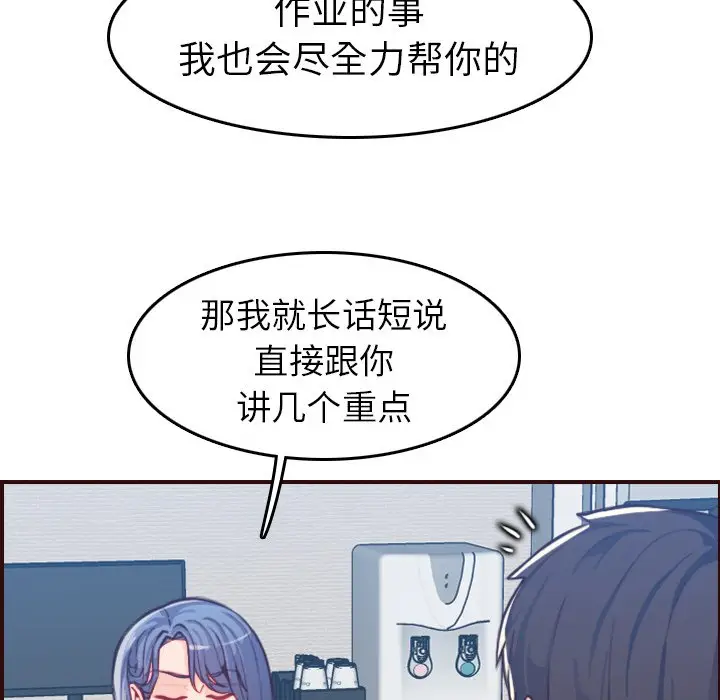 作业的事
我也会尽全力帮你的
那我就长话短说
直接跟你
讲几个重点